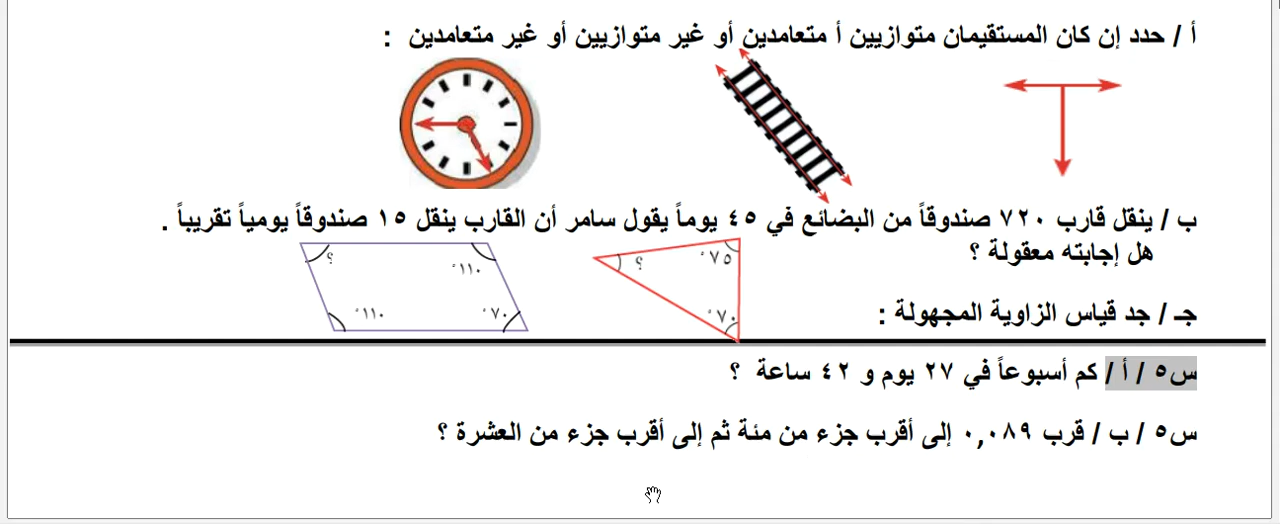 أ / حدد إن كان المستقيمان متوازيين أ متعامدين أو غير متوازيين أو غير متعامدين :
ب / ينقل قارب ٧٢٠ صندوقاً من البضائع في ٤٥ يوماً يقول سامر أن القارب ينقل ١٥ صندوقاً يومياً تقريباً .
هل إجابته معقولة ؟
٧٥°
؟
٧٠°
؟
١١٠°
١١٠°
٧٠°
جـ / جد قياس الزاوية المجهولة :
س٥ / أ / كم أسبوعاً في ٢٧ يوم و ٤٢ ساعة ؟
س٥ / ب / قرب ٠,٠٨٩ إلى أقرب جزء من مئة ثم إلى أقرب جزء من العشرة ؟